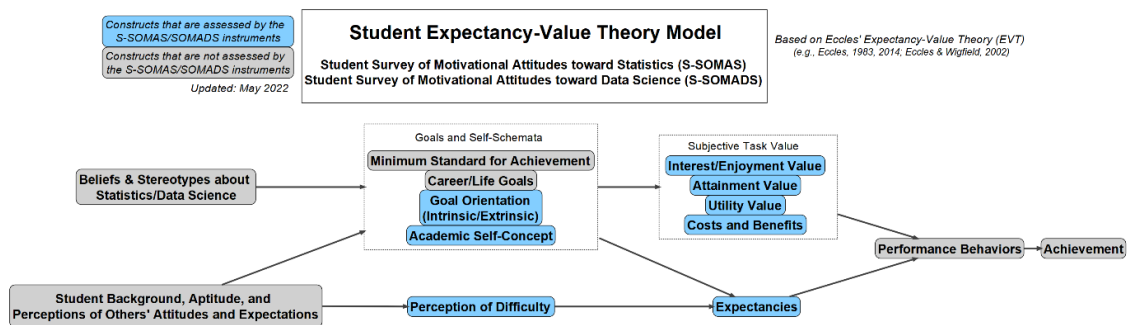 Constructs that are assessed by the
S-SOMAS/SOMADS instruments
Constructs that are not assessed by
the S-SOMAS/SOMADS instruments
Updated: May 2022
Student Expectancy-Value Theory Model
Student Survey of Motivational Attitudes toward Statistics (S-SOMAS)
Student Survey of Motivational Attitudes toward Data Science (S-SOMADS)
Based on Eccles' Expectancy-Value Theory (EVT)
(e.g., Eccles, 1983, 2014; Eccles & Wigfield, 2002)
Beliefs & Stereotypes about
Statistics/Data Science
Goals and Self-Schemata
Minimum Standard for Achievement
Career/Life Goals
Goal Orientation
(Intrinsic/Extrinsic)
Academic Self-Concept
Subjective Task Value
Interest/Enjoyment Value
Attainment Value
Utility Value
Costs and Benefits
Performance Behaviors
Achievement
Student Background, Aptitude, and
Perceptions of Others' Attitudes and Expectations
Perception of Difficulty
Expectancies